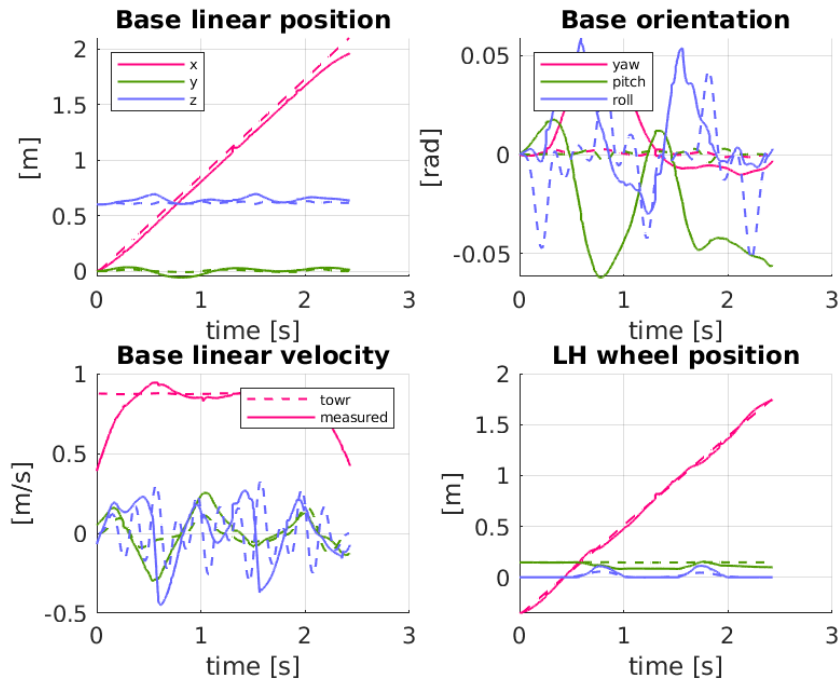 Base linear position
2
1.5
1
0.5
0
[m]
x
y
z
0
1
2
3
time [s]
Base orientation
0.05
0
-0.05
[rad]
yaw
pitch
roll
0
1
2
3
time [s]
Base linear velocity
1
0.5
0
-0.5
[m/s]
towr
measured
0
1
2
3
time [s]
LH wheel position
2
1.5
1
0.5
0
[m]
0
1
2
3
time [s]